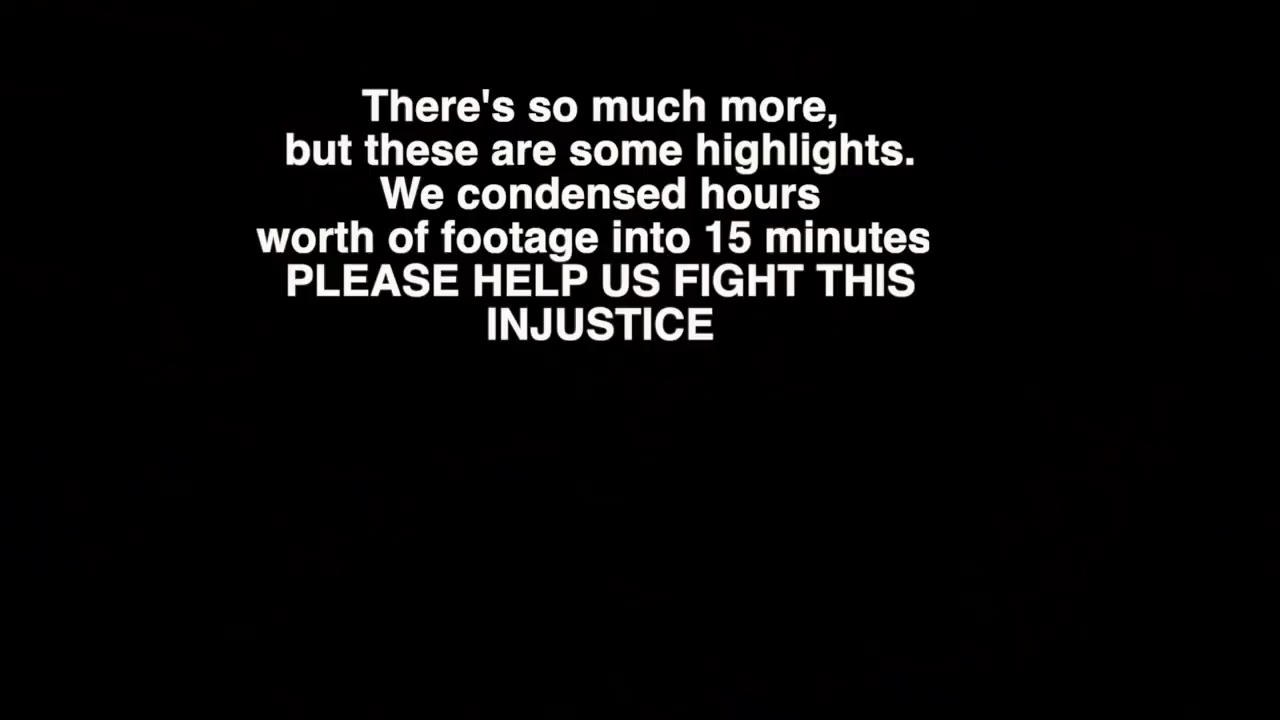 There's so much more,
but these are some highlights.
We condensed hours
worth of footage into 15 minutes
PLEASE HELP US FIGHT THIS
INJUSTICE